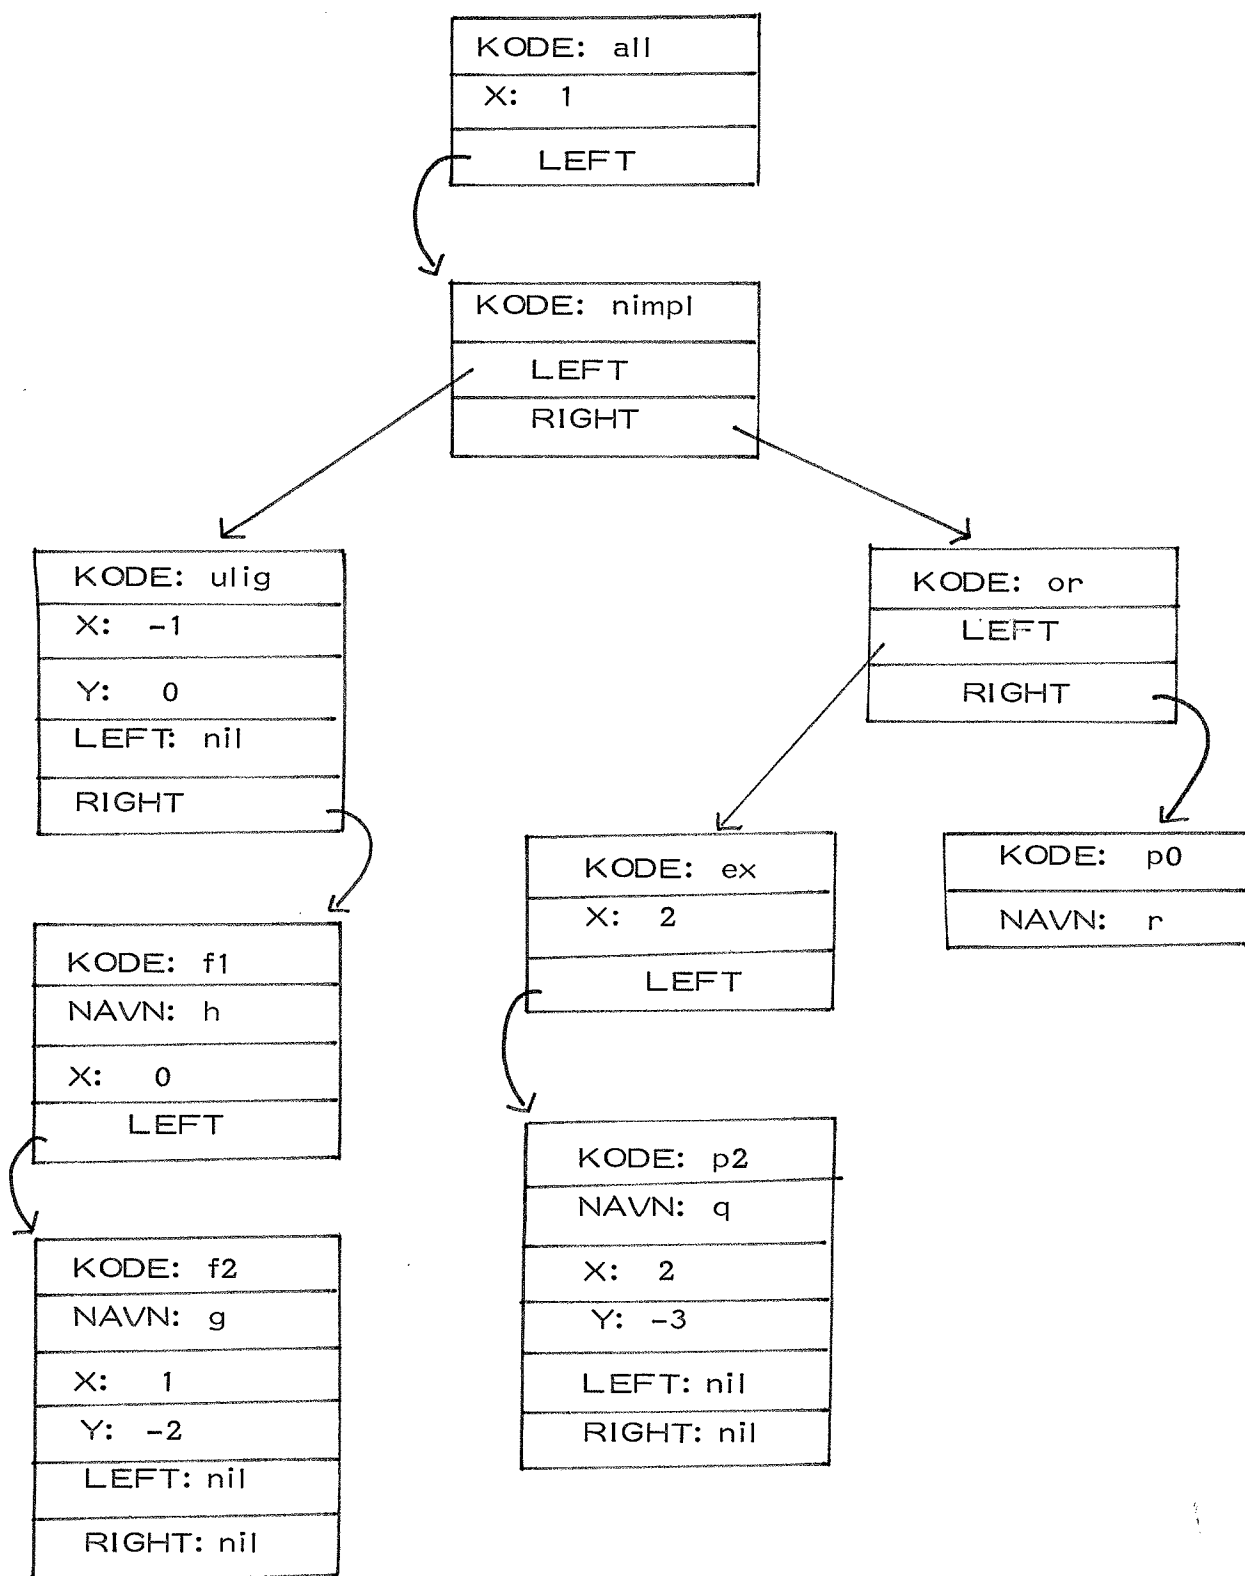 KODE: all
X: 1
LEFT
KODE: nimpl
LEFT
RIGHT
KODE: ulig
X: -1
Y: 0
LEFT: nil
RIGHT
KODE: or
LEFT
RIGHT
KODE: f1
NAVN: h
X: 0
LEFT
KODE: ex
X: 2
LEFT
KODE: p0
NAVN: r
KODE: f2
NAVN: g
X: 1
Y: -2
LEFT: nil
RIGHT: nil
KODE: p2
NAVN: q
X: 2
Y: -3
LEFT: nil
RIGHT: nil